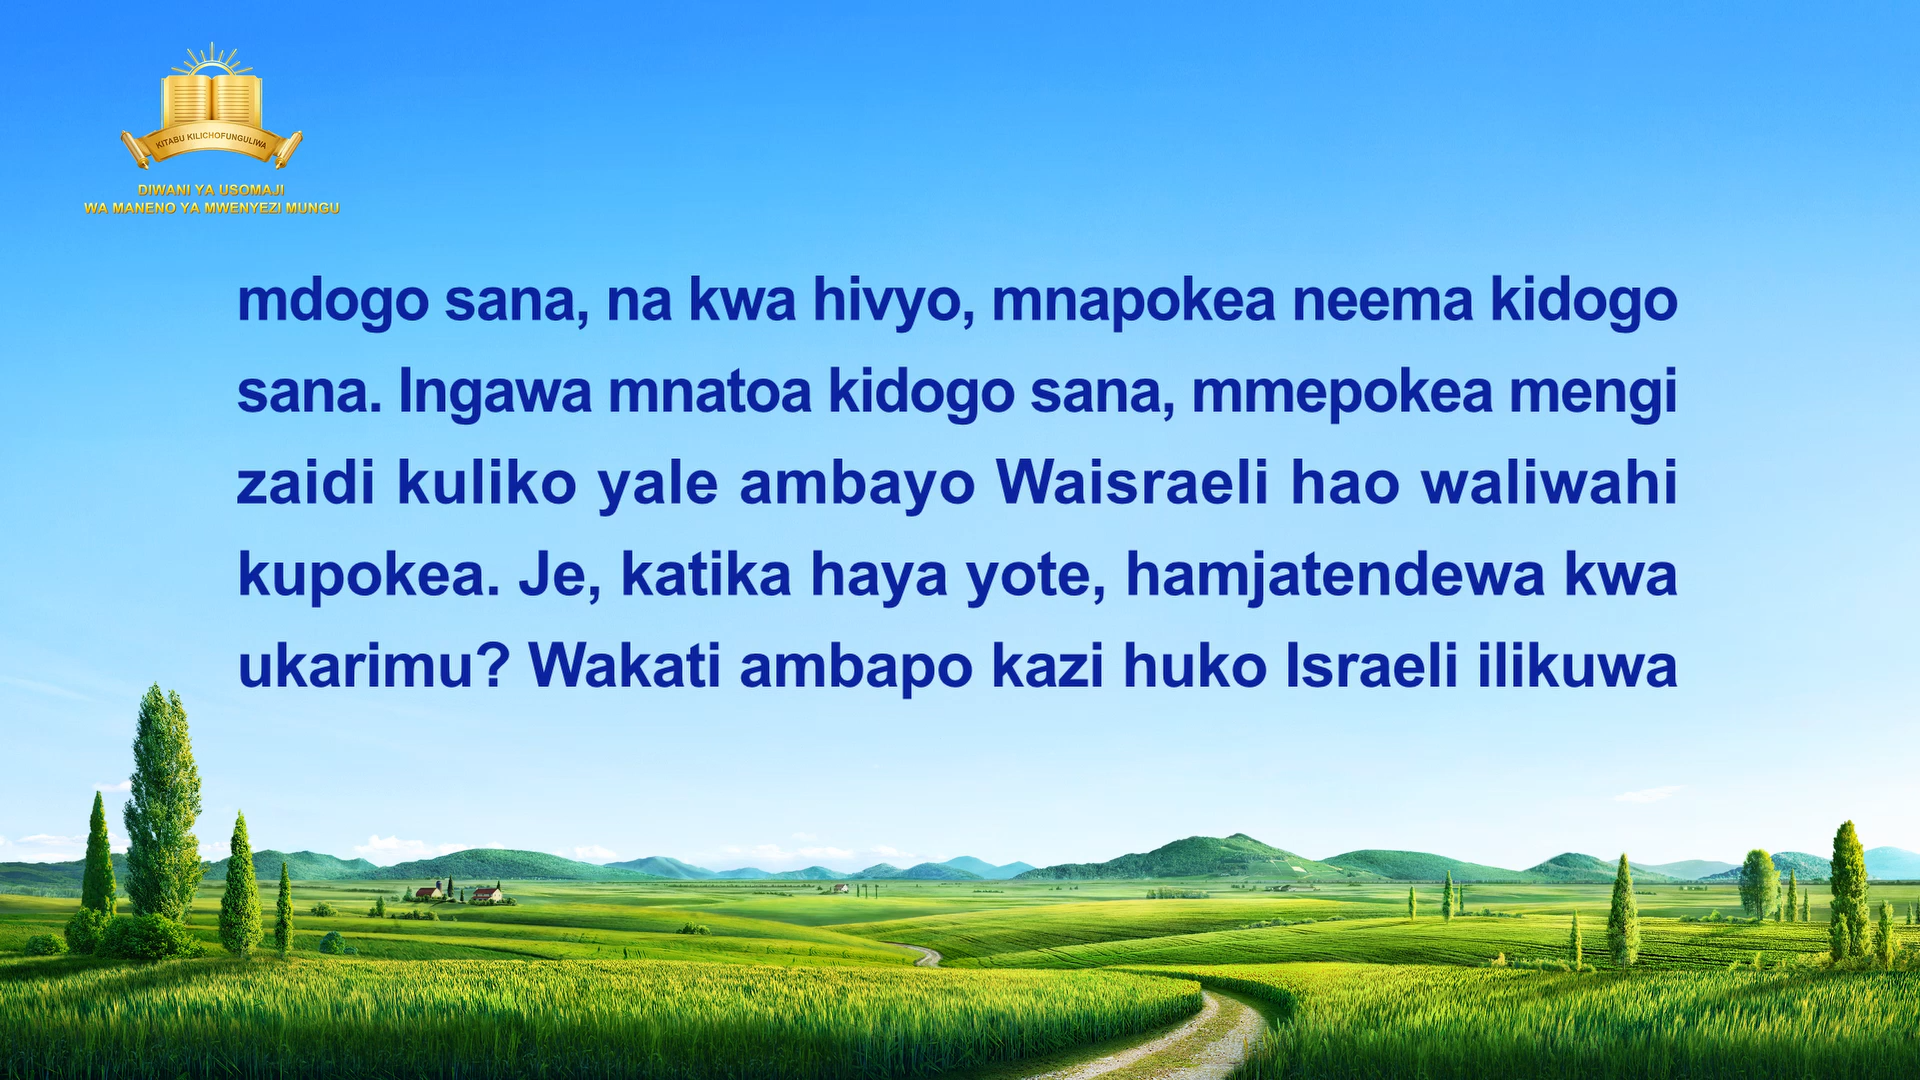 KITABU KILICHOFUNGULIWA
DIWANI YA USOMAJI
WA MANENO YA MWENYEZI MUNGU
mdogo sana, na kwa hivyo, mnapokea neema kidogo
sana. Ingawa mnatoa kidogo sana, mmepokea mengi
zaidi kuliko yale ambayo Waisraeli hao waliwahi
kupokea. Je, katika haya yote, hamjatendewa kwa
ukarimu? Wakati ambapo kazi huko Israeli ilikuwa